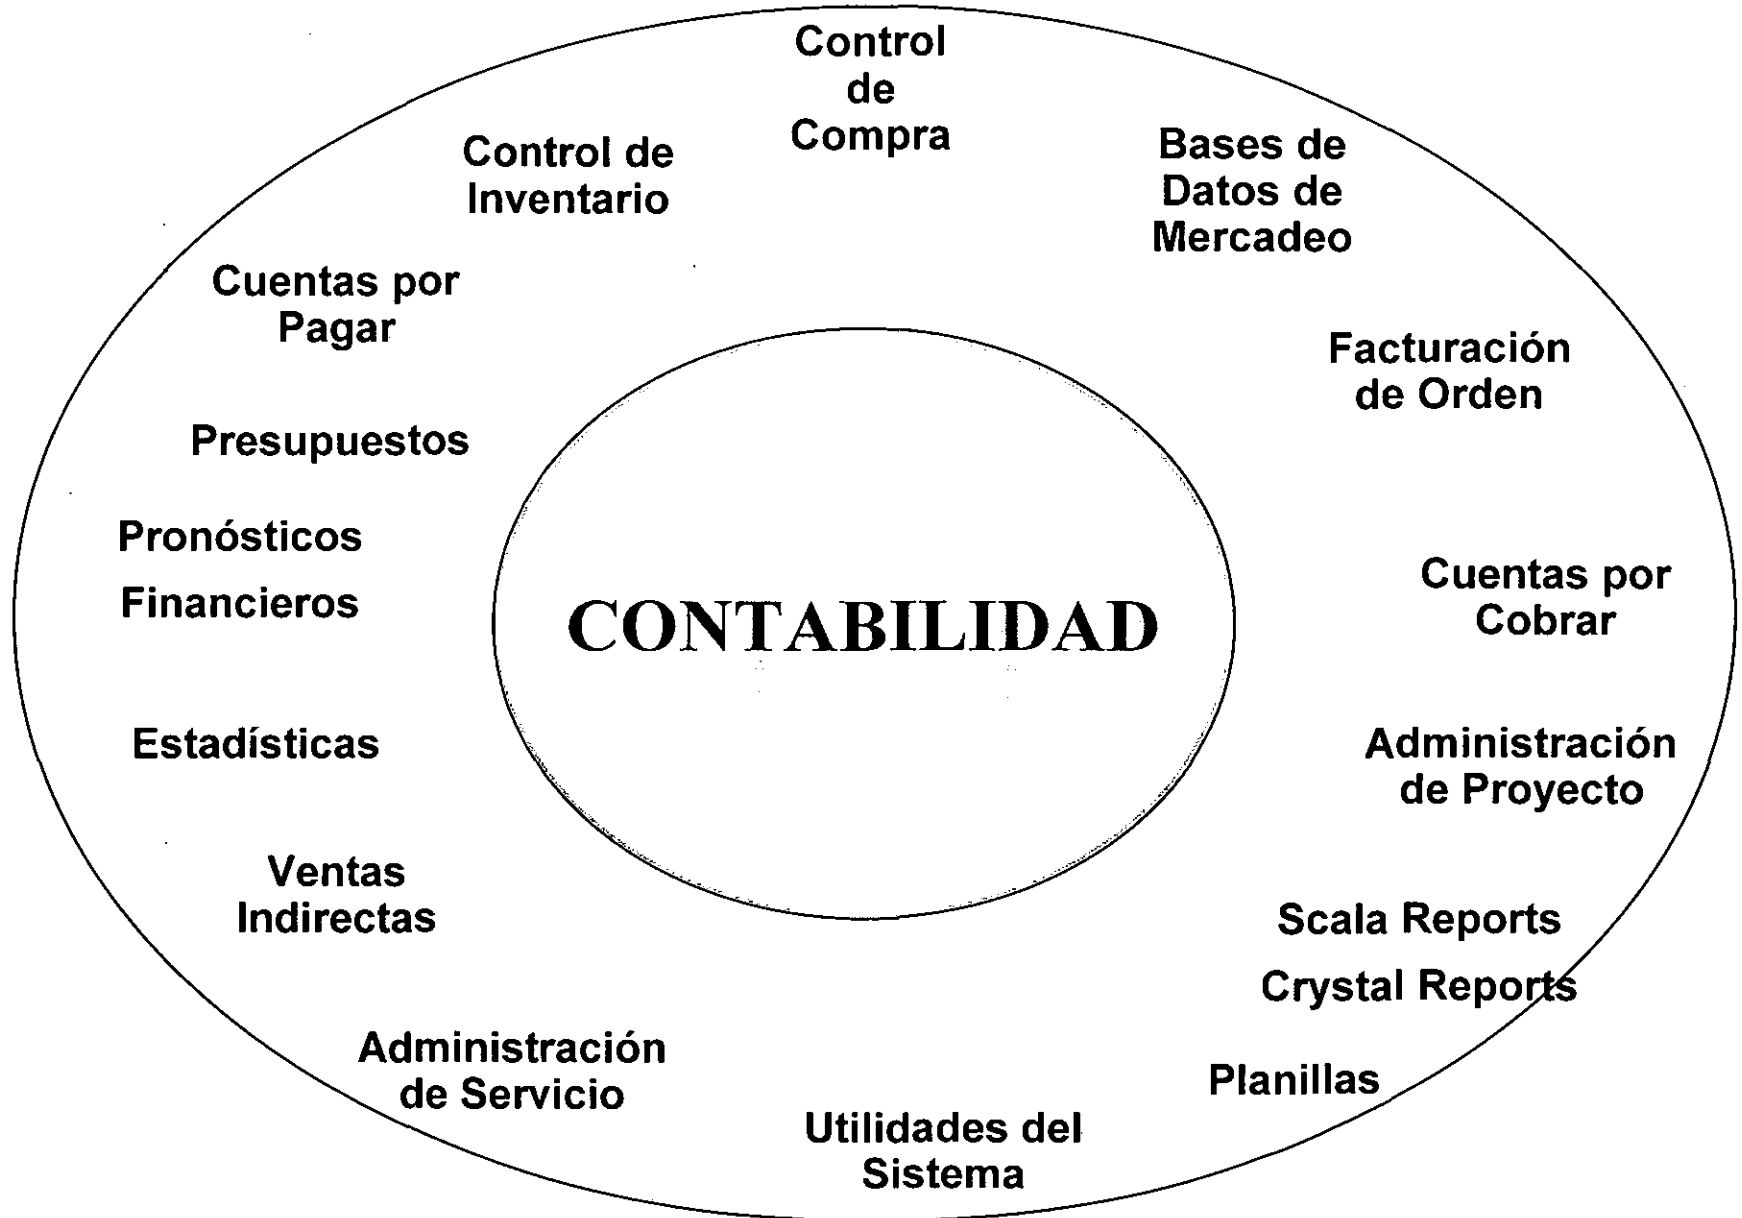 Control
de
Compra
Control de
Inventario
Bases de
Datos de
Mercadeo
Cuentas por
Pagar
Facturación
de Orden
Presupuestos
Pronósticos
Financieros
CONTABILIDAD
Cuentas por
Cobrar
Estadísticas
Administración
de Proyecto
Ventas
Indirectas
Scala Reports
Crystal Reports
Administración
de Servicio
Planillas
Utilidades del
Sistema